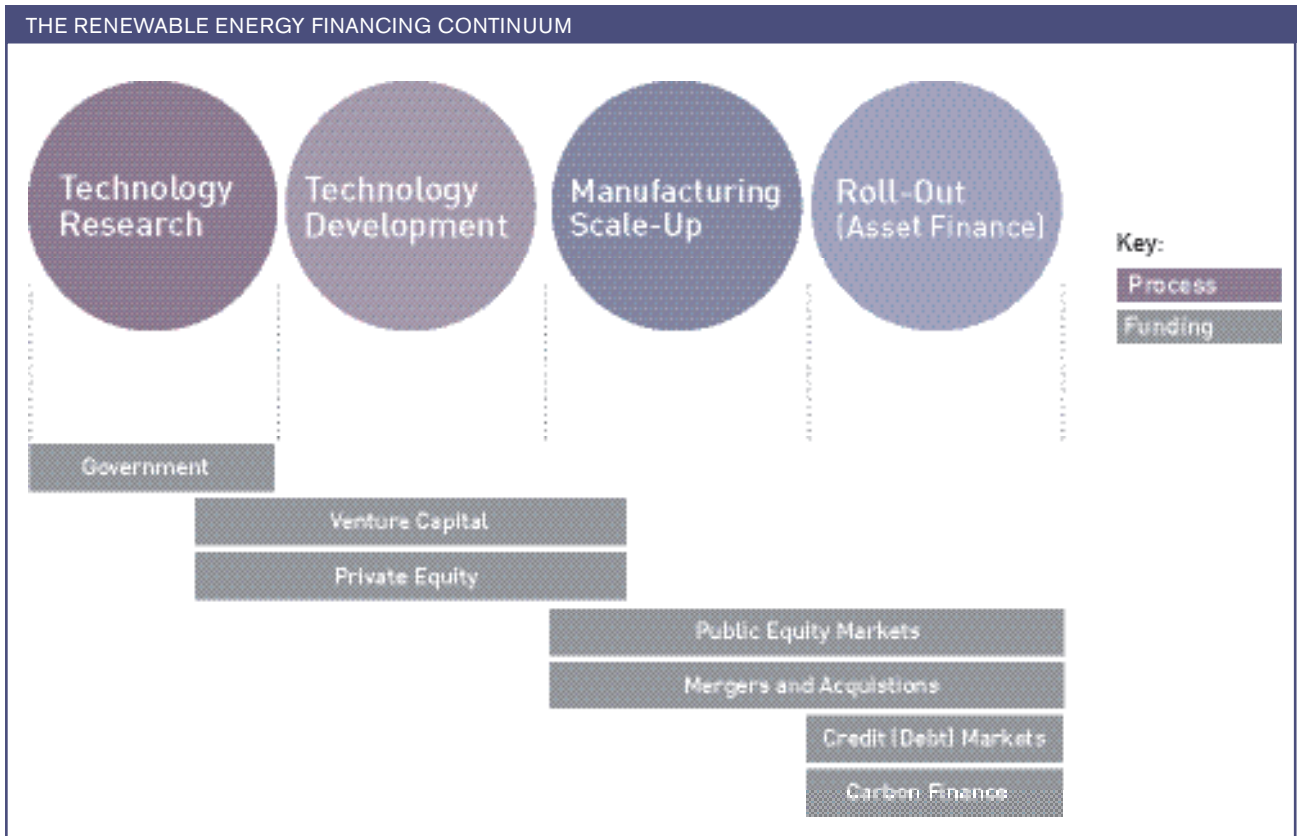 THE RENEWABLE ENERGY FINANCING CONTINUUM
Technology
Research
Technology
Development
Manufacturing
Scale-Up
Roll-Out
(Asset Finance)
Key:
Process
Funding
Government
Venture Capital
Private Equity
Public Equity Markets
Mergers and Acquistions
Credit (Debt) Markets
Carbon Finance